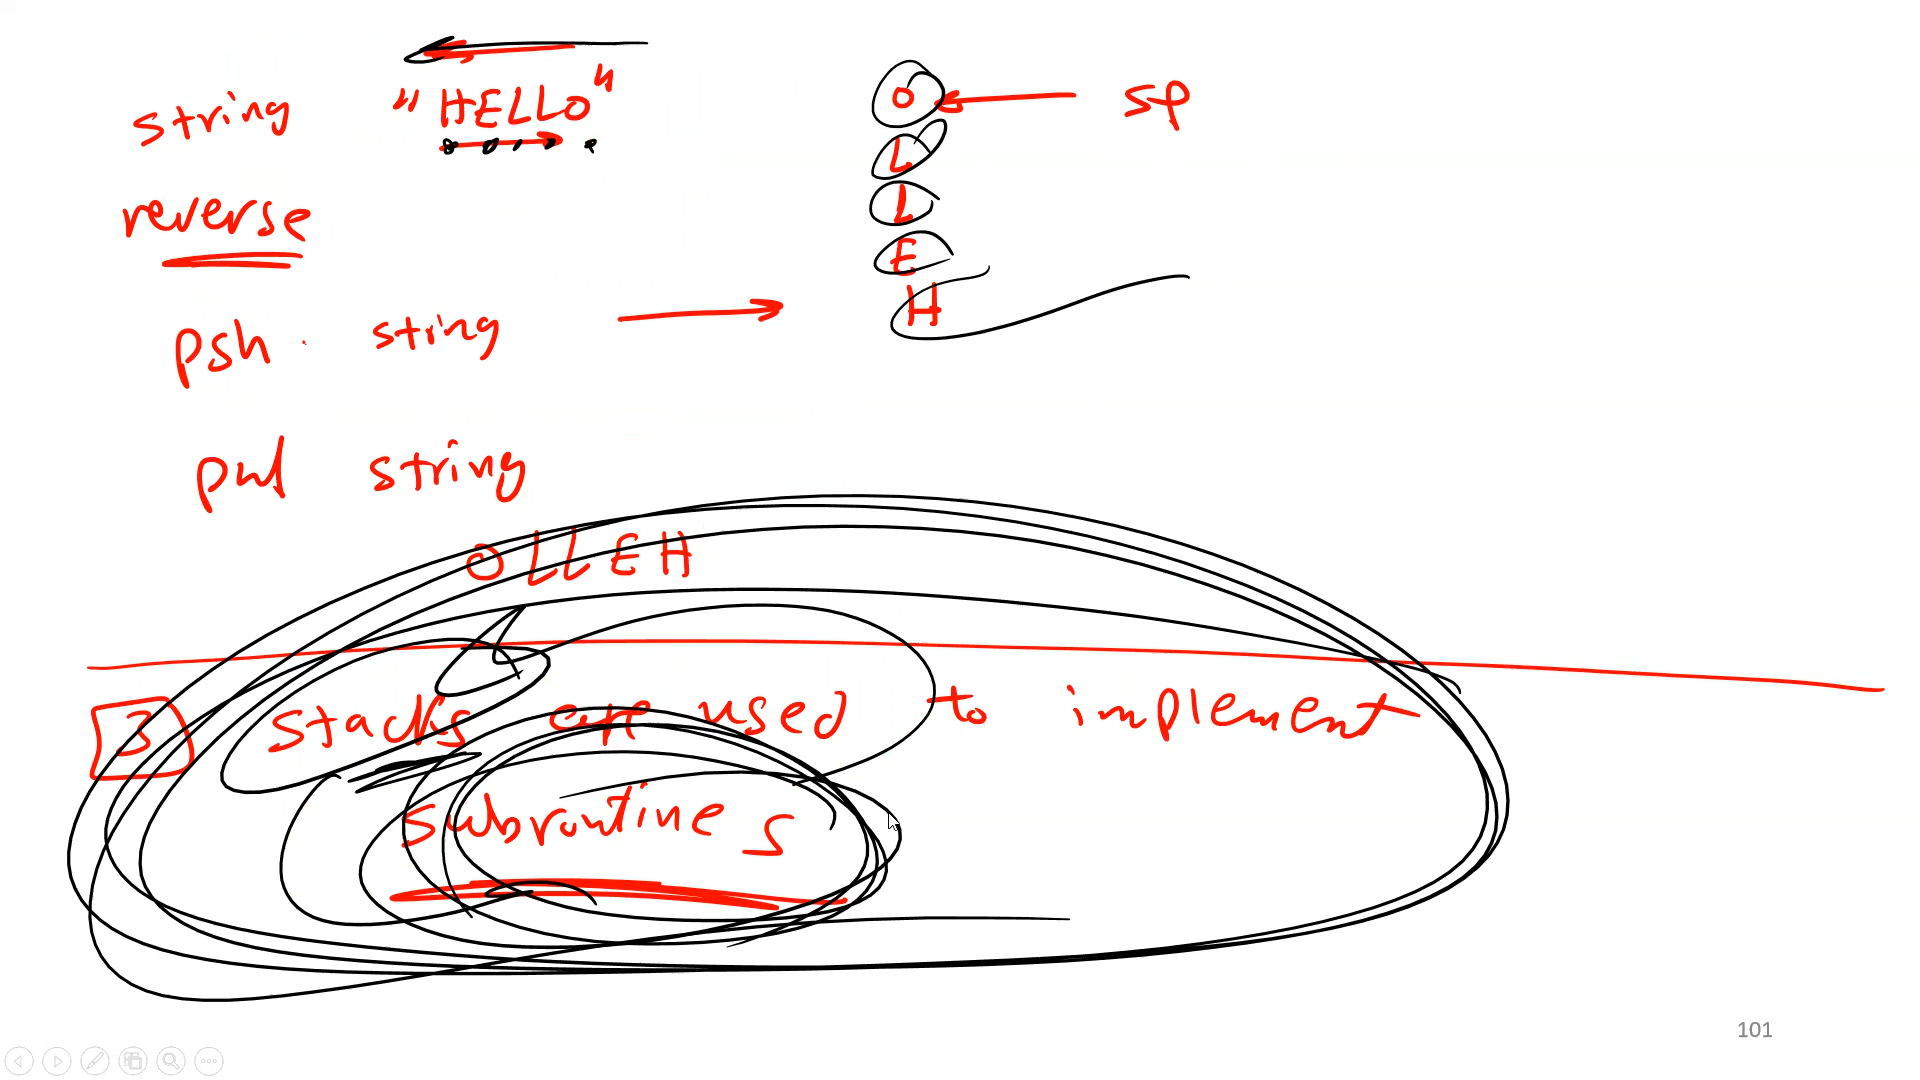 string "HELLO"
reverse
psh string
pul string
OLLEH
O sp
L
L
E
H
3 stacks are used to implement
subroutines
101